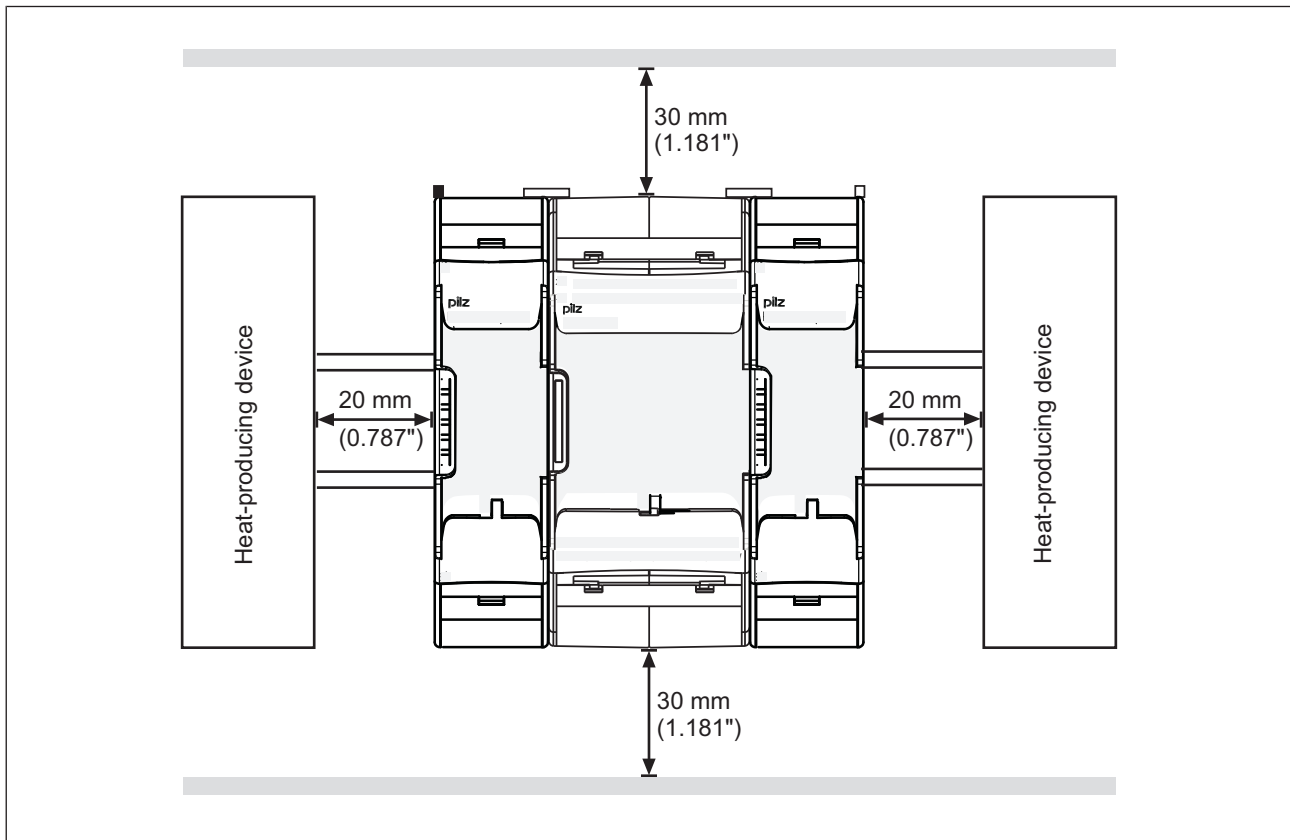 30 mm
(1.181")
pilz
pilz
pilz
Heat-producing device
20 mm
(0.787")
20 mm
(0.787")
Heat-producing device
30 mm
(1.181")